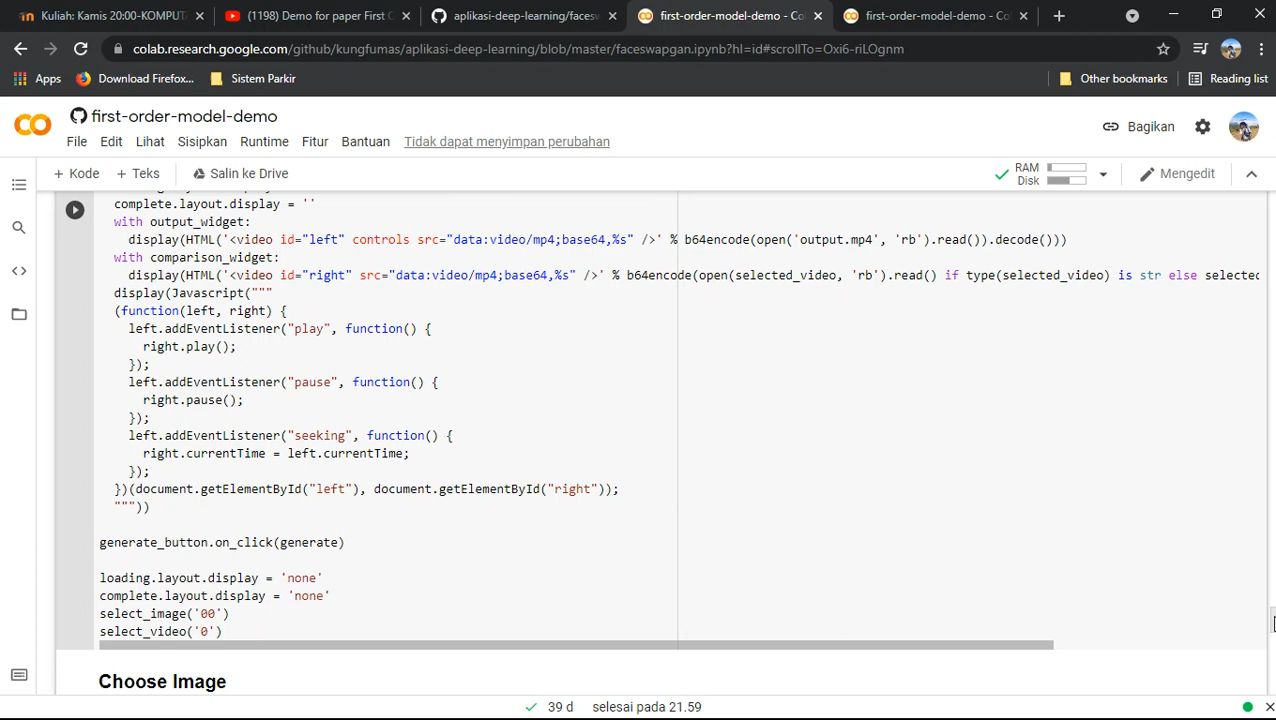 Kuliah: Kamis 20:00-KOMPUTA
(1198) Demo for paper First O
aplikasi-deep-learning/facesw
first-order-model-demo - Col
first-order-model-demo - Co
colab.research.google.com/github/kungfumas/aplikasi-deep-learning/blob/master/faceswapgan.ipynb?hl=id#scrollTo=Oxi6-riLOgnm
Apps
Download Firefox...
Sistem Parkir
Other bookmarks
Reading list
first-order-model-demo
File Edit Lihat Sisipkan Runtime Fitur Bantuan Tidak dapat menyimpan perubahan
Bagikan
+ Kode + Teks Salin ke Drive
RAM
Disk
Mengedit
complete.layout.display = ''
with output_widget:
display(HTML('<video id="left" controls src="data:video/mp4;base64,%s" />' % b64encode(open('output.mp4', 'rb').read()).decode()))
with comparison_widget:
display(HTML('<video id="right" src="data:video/mp4;base64,%s" />' % b64encode(open(selected_video, 'rb').read() if type(selected_video) is str else selected
display(Javascript("""
(function(left, right) {
left.addEventListener("play", function() {
right.play();
});
left.addEventListener("pause", function() {
right.pause();
});
left.addEventListener("seeking", function() {
right.currentTime = left.currentTime;
});
})(document.getElementById("left"), document.getElementById("right"));
"""))
generate_button.on_click(generate)
loading.layout.display = 'none'
complete.layout.display = 'none'
select_image('00')
select_video('0')
Choose Image
39 d selesai pada 21.59